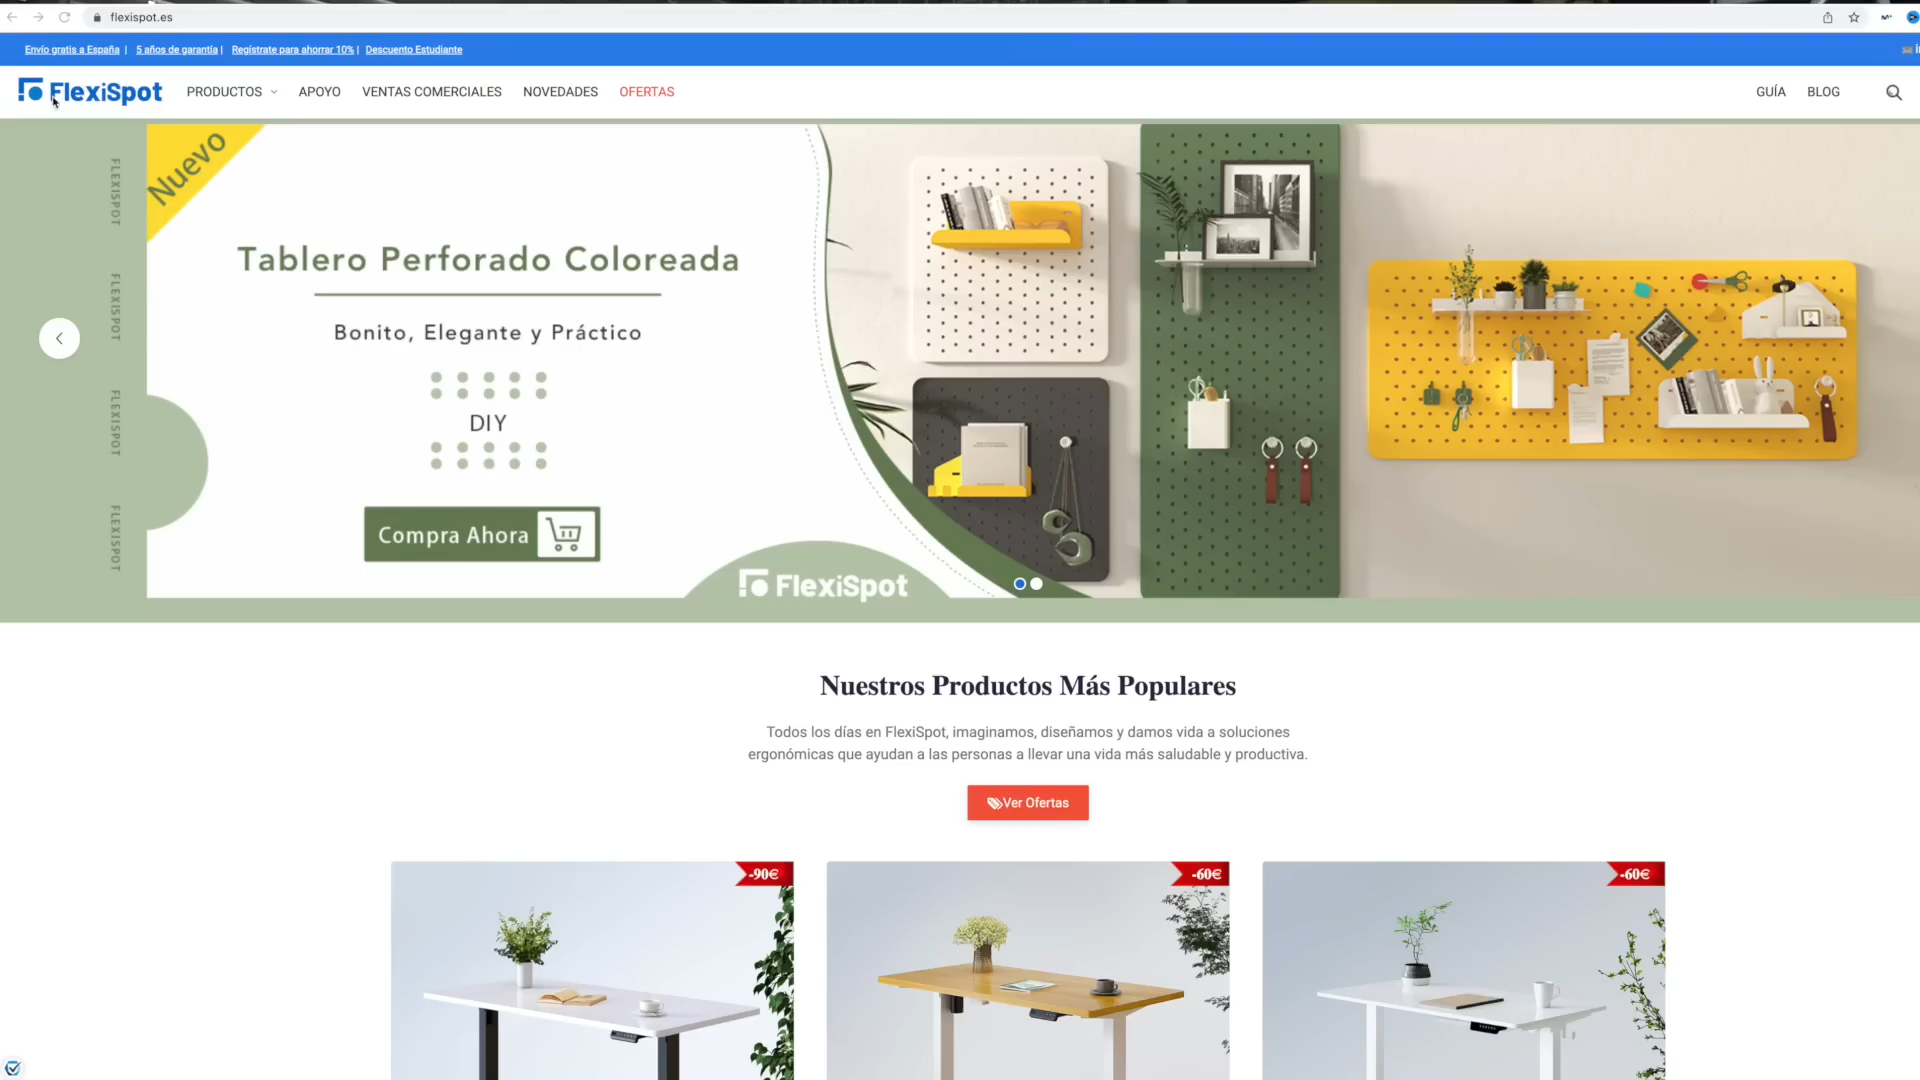 flexispot.es
Envío gratis a España | 5 años de garantía | Regístrate para ahorrar 10% | Descuento Estudiante
FlexiSpot PRODUCTOS APOYO VENTAS COMERCIALES NOVEDADES OFERTAS GUÍA BLOG
Nuevo
FLEXISPOT
FLEXISPOT
FLEXISPOT
FLEXISPOT
Tablero Perforado Coloreada
Bonito, Elegante y Práctico
DIY
Compra Ahora
FlexiSpot
Nuestros Productos Más Populares
Todos los días en FlexiSpot, imaginamos, diseñamos y damos vida a soluciones
ergonómicas que ayudan a las personas a llevar una vida más saludable y productiva.
Ver Ofertas
-90€ -60€ -60€